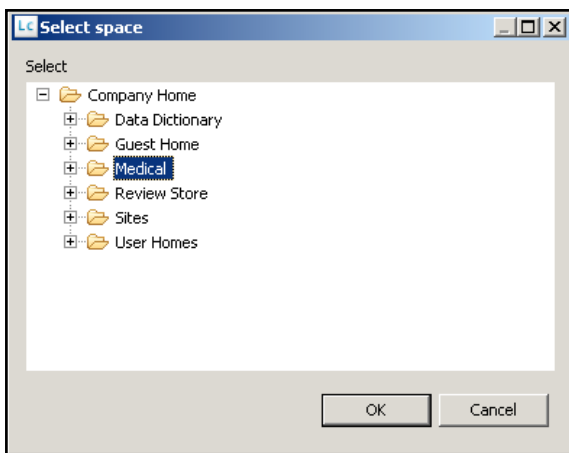 Lc Select space
Select
Company Home
Data Dictionary
Guest Home
Medical
Review Store
Sites
User Homes
OK Cancel